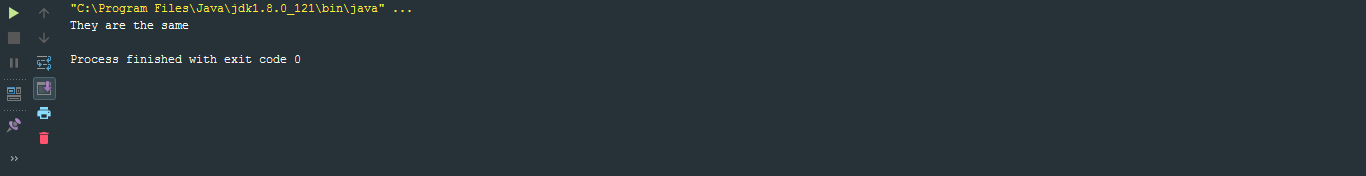 "C:\Program Files\Java\jdk1.8.0_121\bin\java" ...
They are the same
Process finished with exit code 0